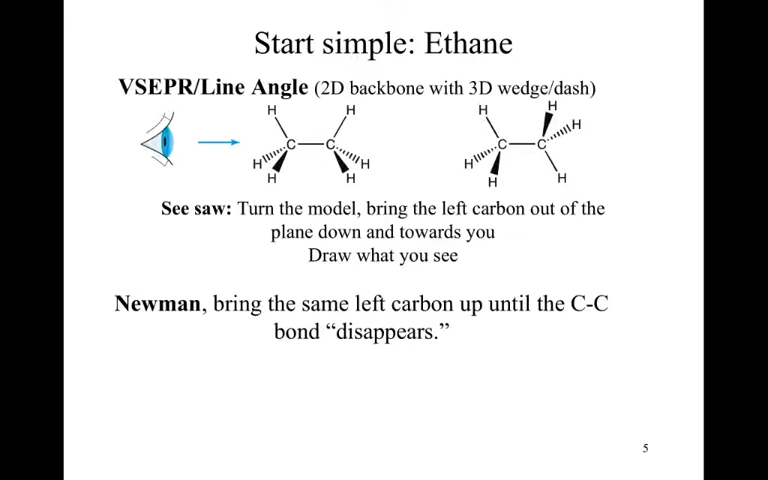 Start simple: Ethane
VSEPR/Line Angle (2D backbone with 3D wedge/dash)
H H H H
C C C C H
H H H
H H H H
See saw: Turn the model, bring the left carbon out of the
plane down and towards you
Draw what you see
Newman, bring the same left carbon up until the C-C
bond “disappears.”
5